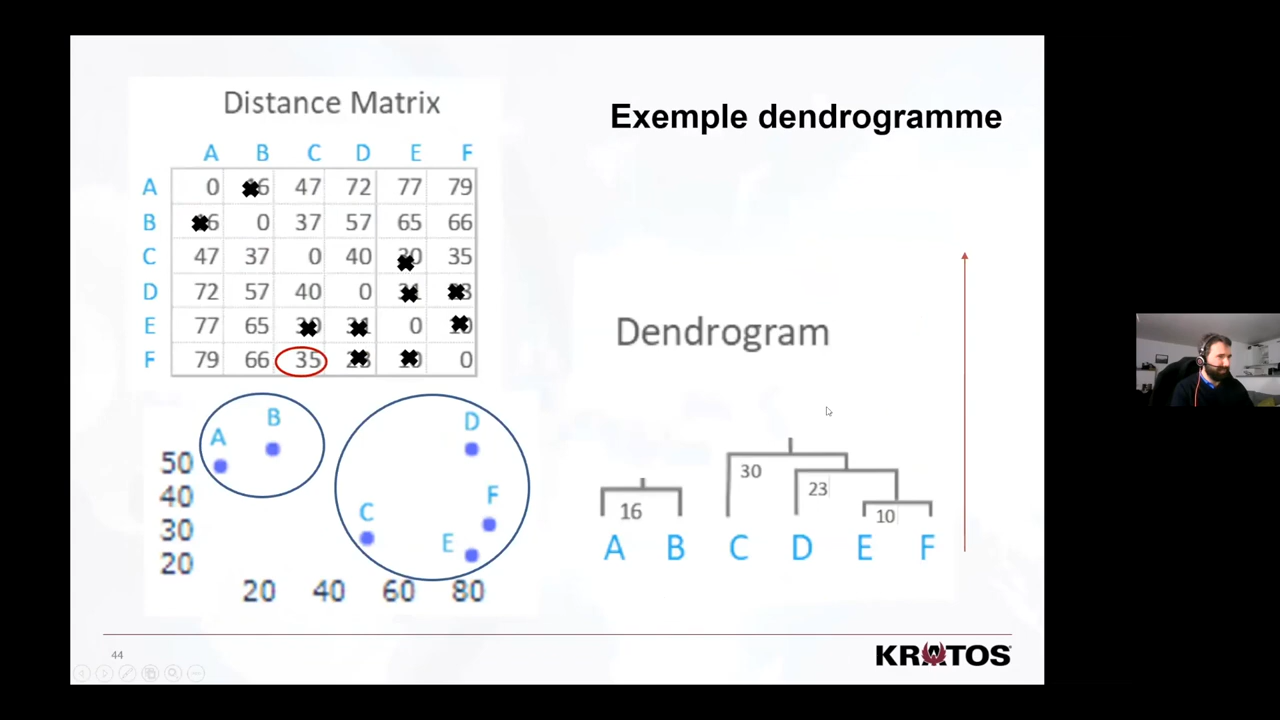 Distance Matrix
Exemple dendrogramme
A B C D E F
A 0 47 72 77 79
B 0 37 57 65 66
C 47 37 0 40 35
D 72 57 40 0
E 77 65 0
F 79 66 35 0
Dendrogram
A B
D
50
40
30
20
C
F
E
20 40 60 80
16
30
23
10
A B C D E F
44
KRATOS